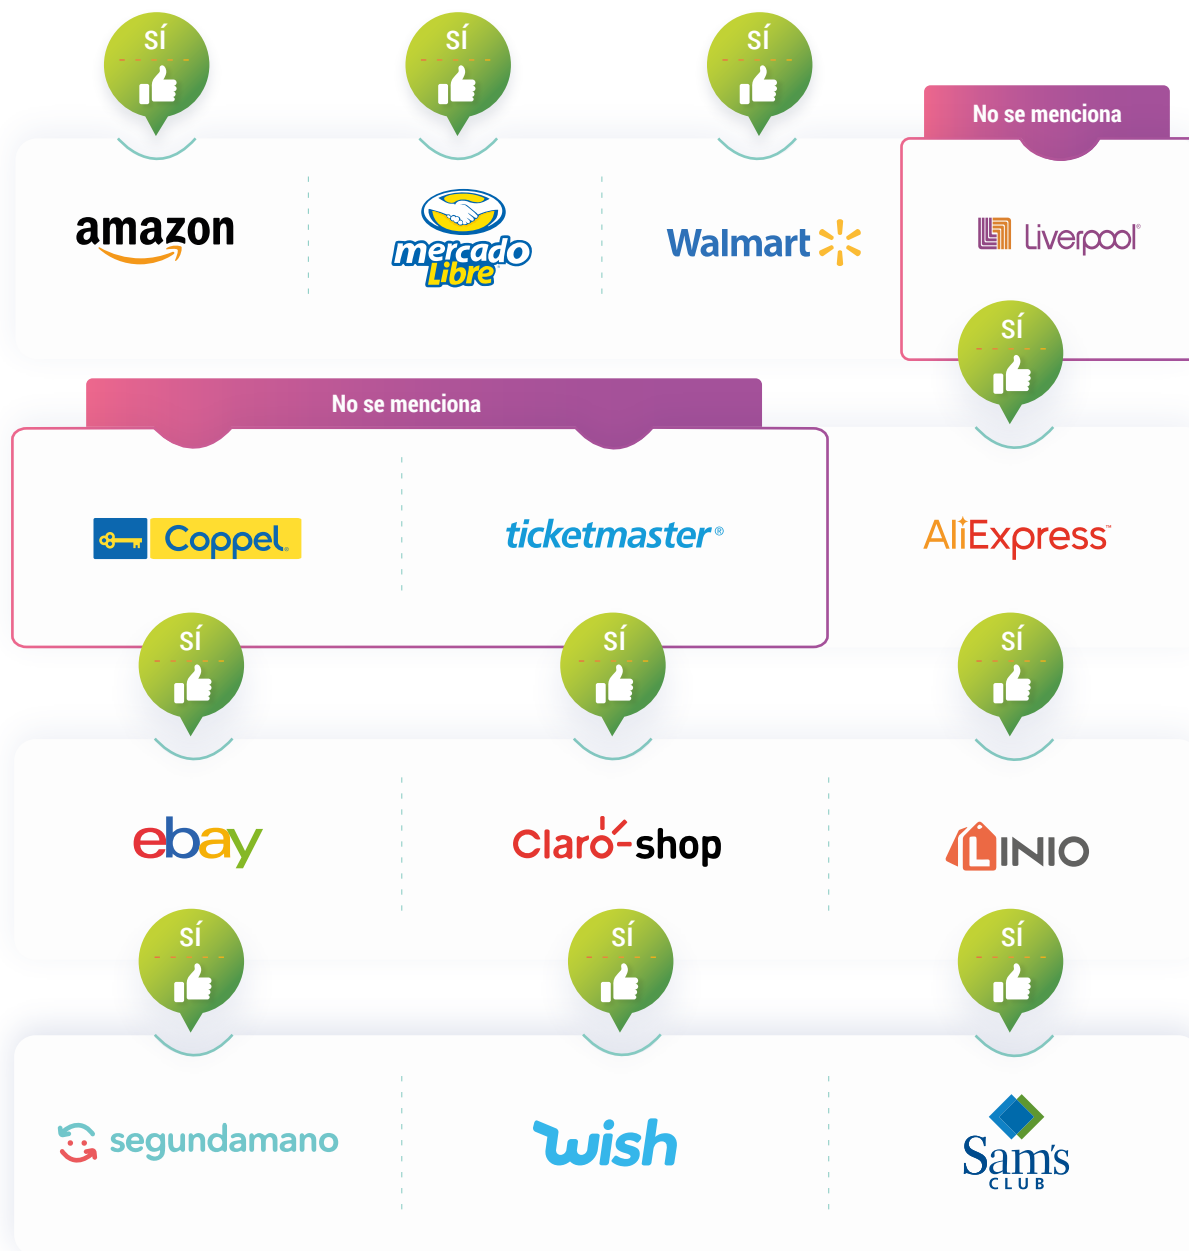 SÍ
SÍ
SÍ
No se menciona
amazon
mercado
Libre
Walmart
Liverpool®
SÍ
No se menciona
Coppel®
ticketmaster®
AliExpress™
SÍ
SÍ
SÍ
ebay
Claro shop
LINIO
SÍ
SÍ
SÍ
segundamano
wish
Sam's
CLUB